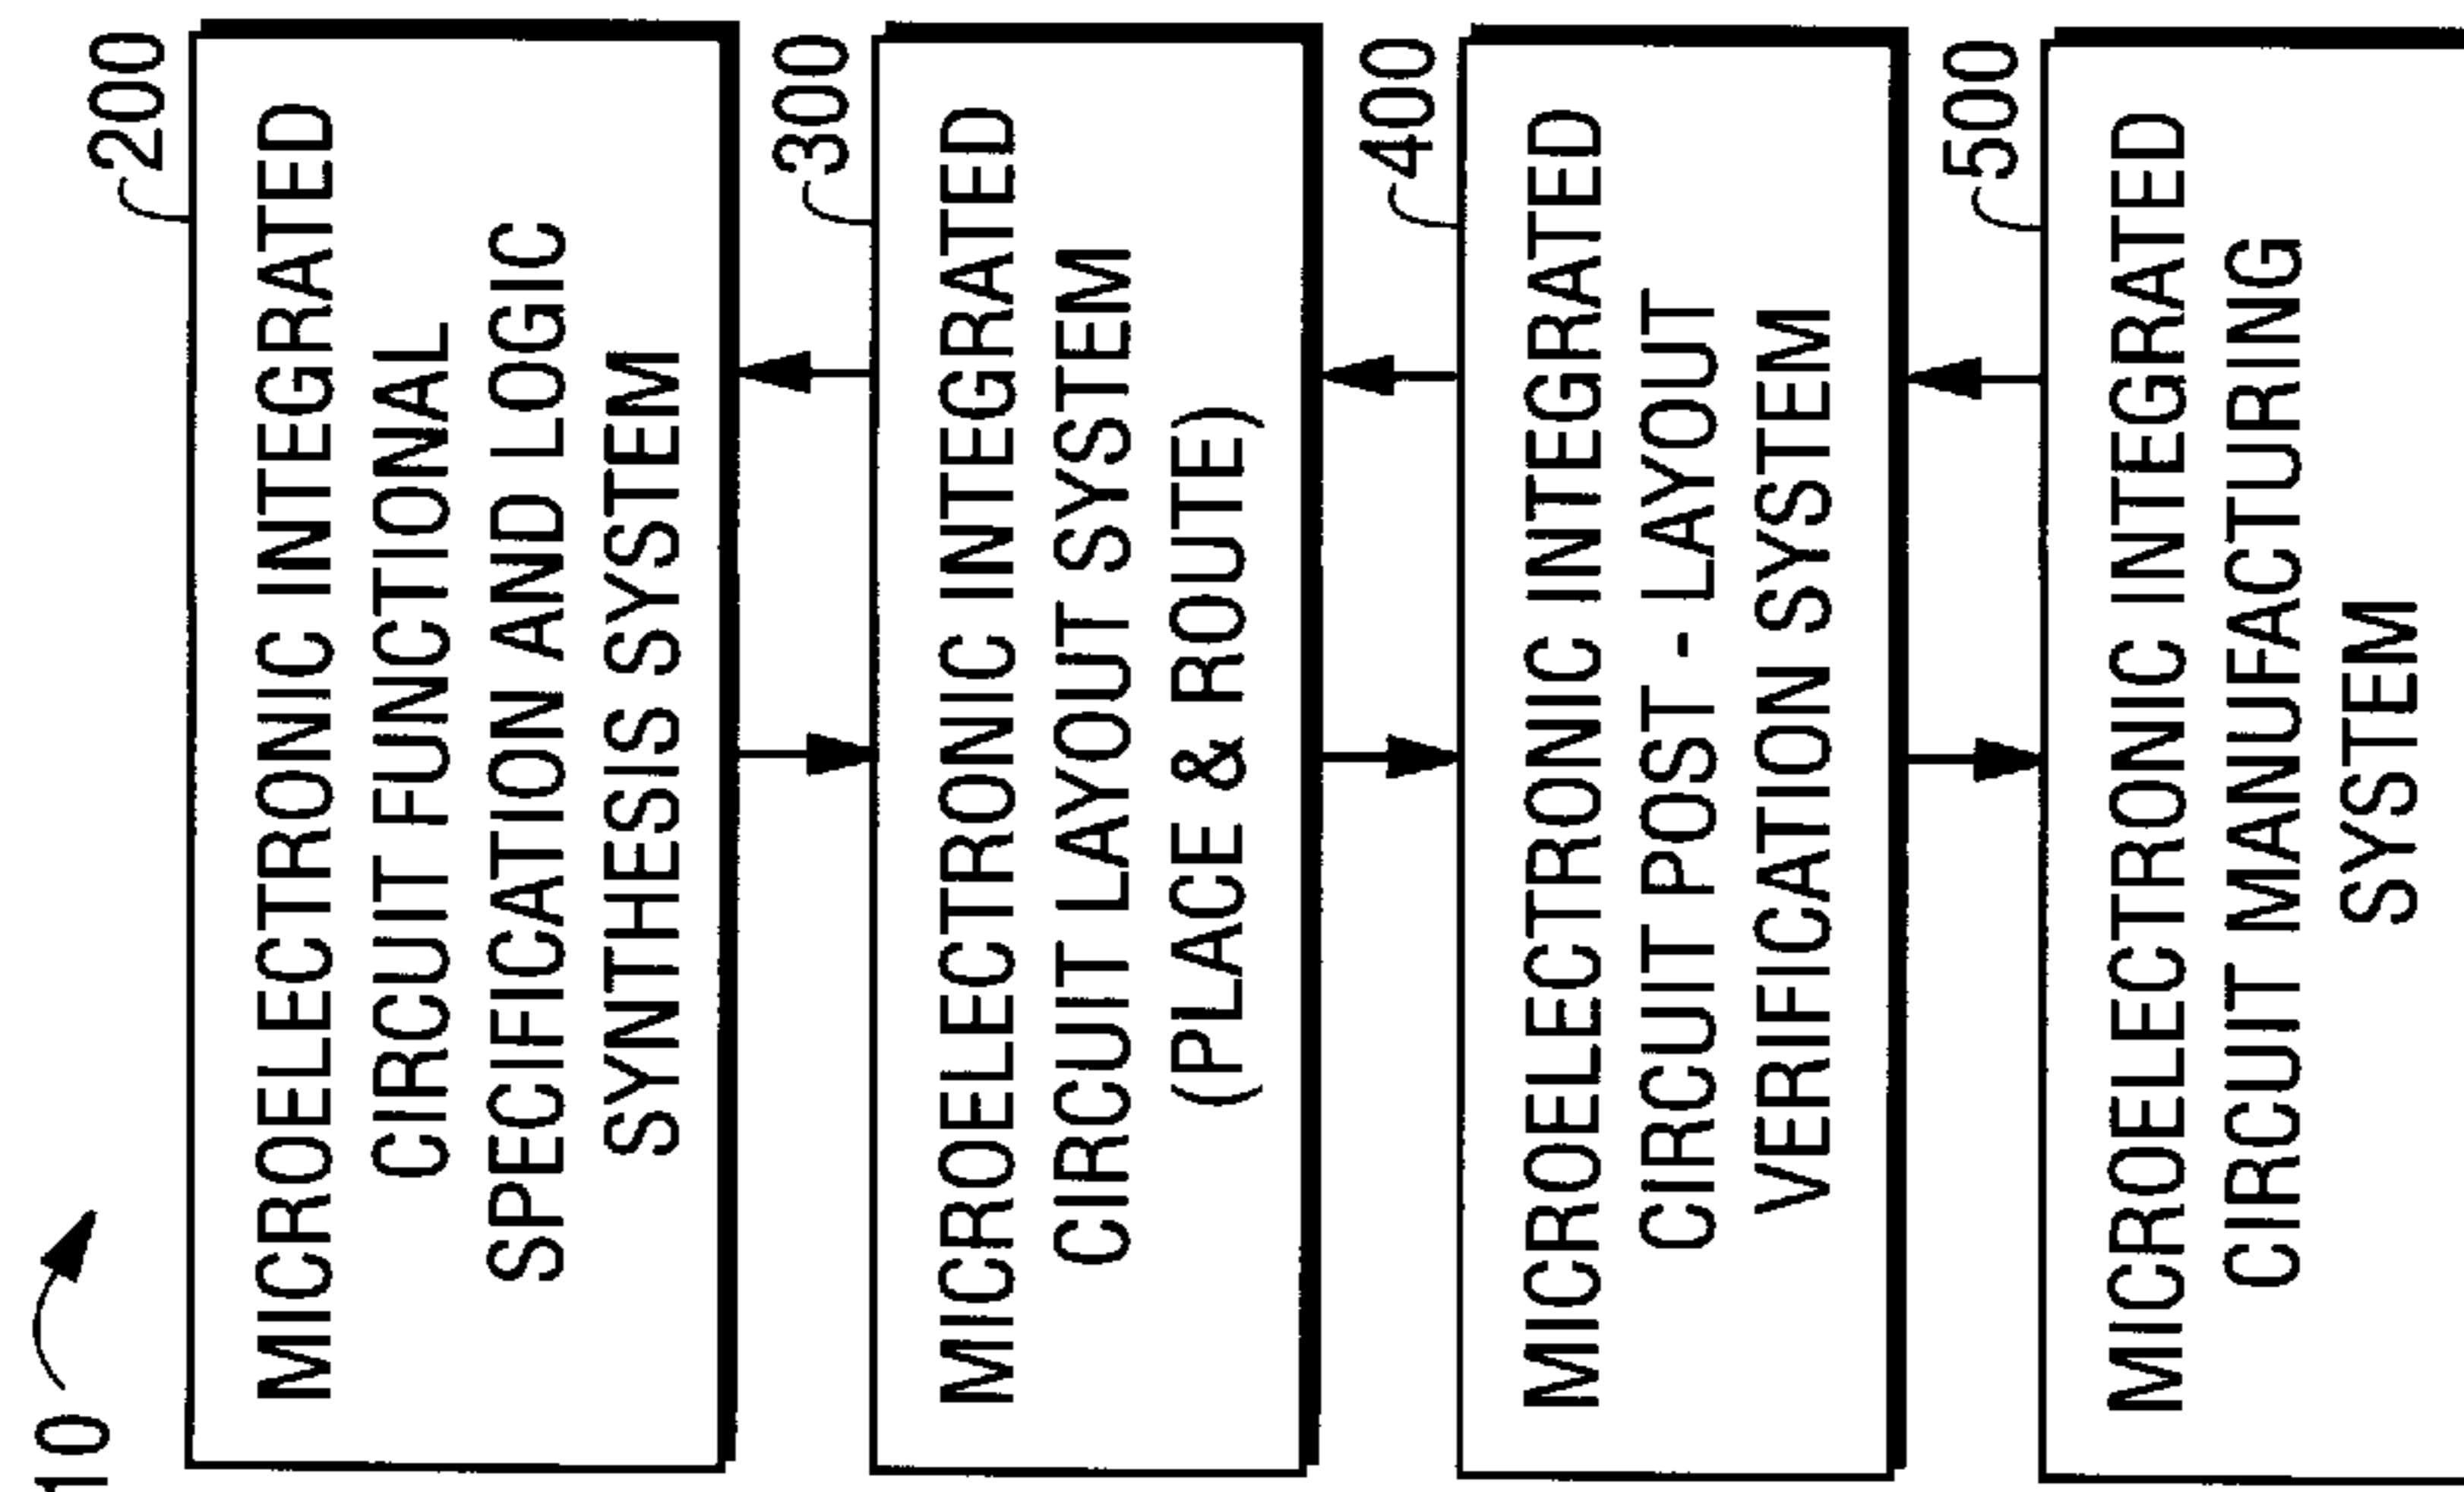 10
200
MICROELECTRONIC INTEGRATED
CIRCUIT FUNCTIONAL
SPECIFICATION AND LOGIC
SYNTHESIS SYSTEM
300
MICROELECTRONIC INTEGRATED
CIRCUIT LAYOUT SYSTEM
(PLACE & ROUTE)
400
MICROELECTRONIC INTEGRATED
CIRCUIT POST - LAYOUT
VERIFICATION SYSTEM
500
MICROELECTRONIC INTEGRATED
CIRCUIT MANUFACTURING
SYSTEM